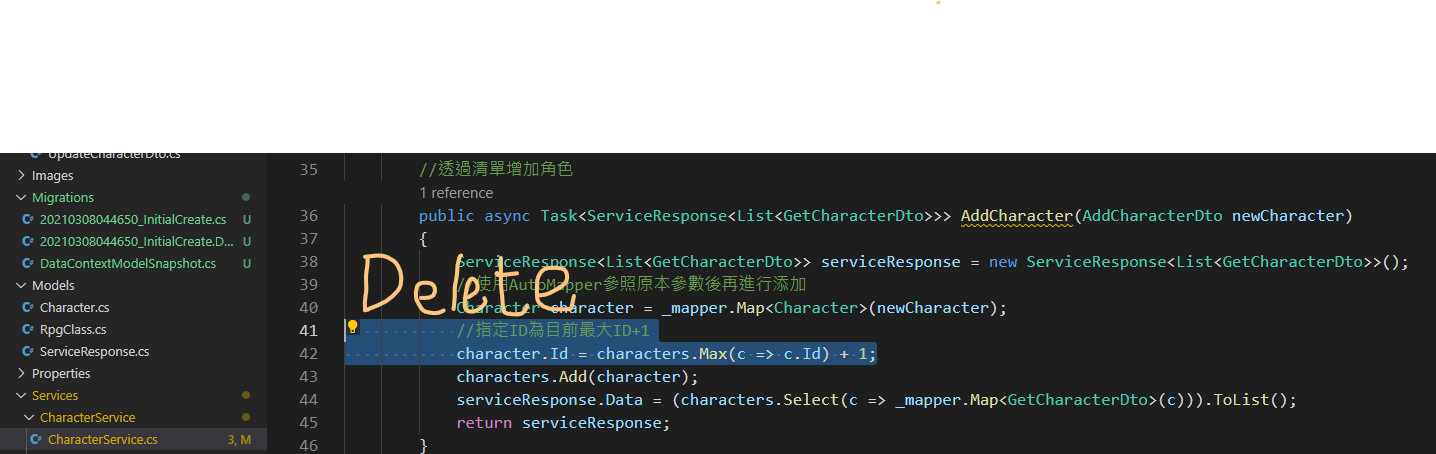 UpdateCharacterDto.cs
Images
Migrations
20210308044650_InitialCreate.cs U
20210308044650_InitialCreate.D... U
DataContextModelSnapshot.cs U
Models
Character.cs
RpgClass.cs
ServiceResponse.cs
Properties
Services
CharacterService
CharacterService.cs 3, M
35 //透過清單增加角色
1 reference
36 public async Task<ServiceResponse<List<GetCharacterDto>>> AddCharacter(AddCharacterDto newCharacter)
37 {
38 ServiceResponse<List<GetCharacterDto>> serviceResponse = new ServiceResponse<List<GetCharacterDto>>();
39 //使用AutoMapper參照原本參數後再進行添加
40 Character character = _mapper.Map<Character>(newCharacter);
Delete
41 //指定ID為目前最大ID+1
42 character.Id = characters.Max(c => c.Id) + 1;
43 characters.Add(character);
44 serviceResponse.Data = (characters.Select(c => _mapper.Map<GetCharacterDto>(c))).ToList();
45 return serviceResponse;
46 }